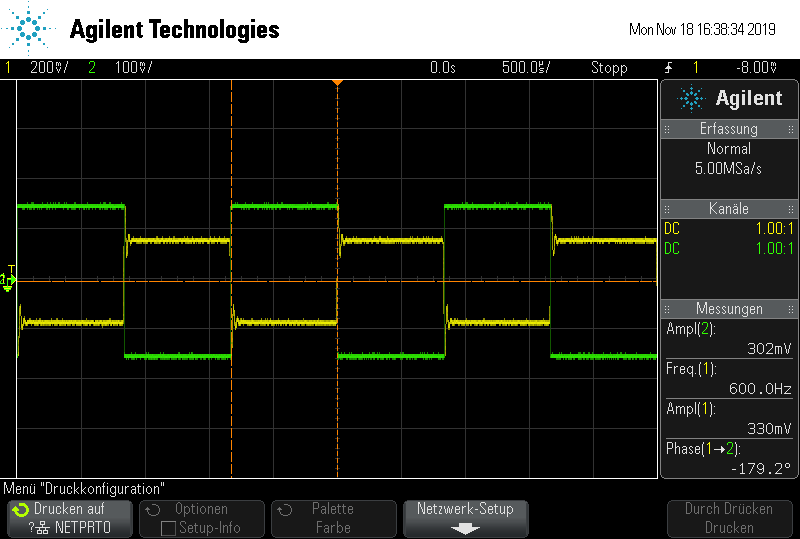 Agilent Technologies
Mon Nov 18 16:38:34 2019
1 200mV/ 2 100mV/ 0.0s 500.0µs/ Stopp 1 -8.00mV
Agilent
Erfassung
Normal
5.00MSa/s
Kanäle
DC 1.00:1
DC 1.00:1
Messungen
Ampl(2):
302mV
Freq.(1):
600.0Hz
Ampl(1):
330mV
Phase(1→2):
-179.2°
Menü "Druckkonfiguration"
Drucken auf
?NETPRT0
Optionen
Setup-Info
Palette
Farbe
Netzwerk-Setup
Durch Drücken
Drucken